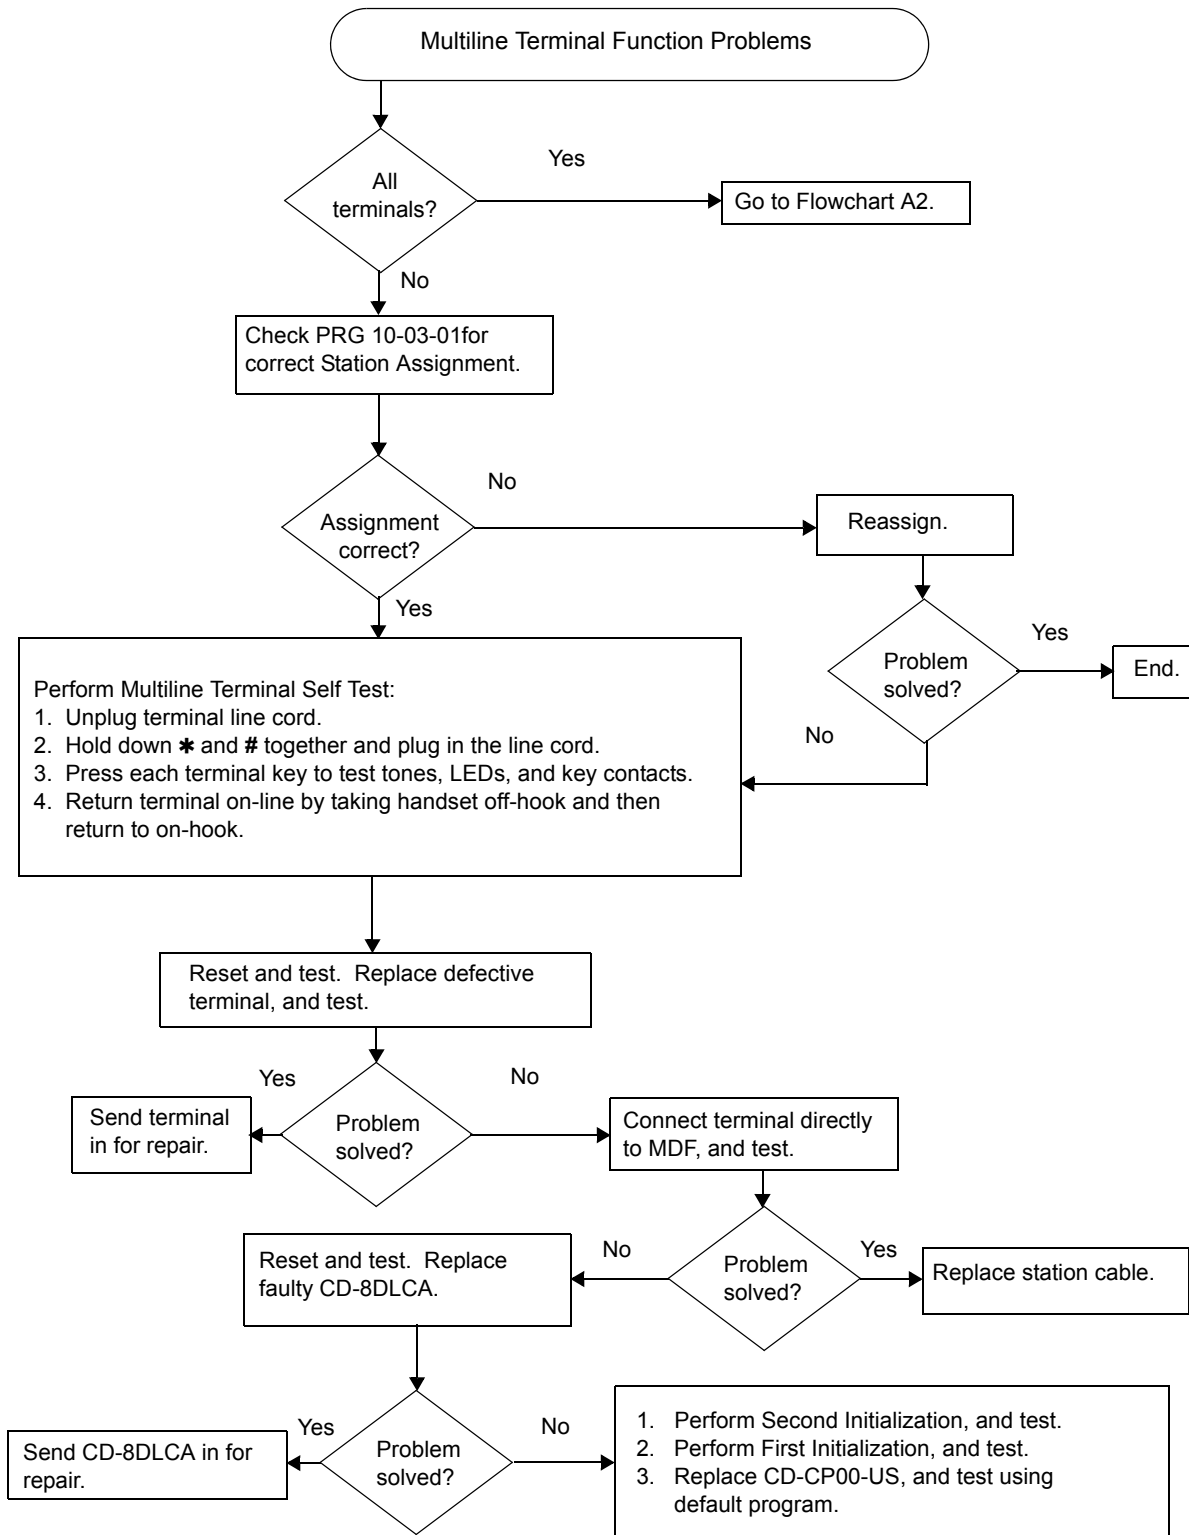 Multiline Terminal Function Problems
All
terminals?
Yes
Go to Flowchart A2.
No
Check PRG 10-03-01for
correct Station Assignment.
Assignment
correct?
No
Reassign.
Yes
Problem
solved?
Yes
End.
No
Perform Multiline Terminal Self Test:
1. Unplug terminal line cord.
2. Hold down ✱ and # together and plug in the line cord.
3. Press each terminal key to test tones, LEDs, and key contacts.
4. Return terminal on-line by taking handset off-hook and then
return to on-hook.
Reset and test. Replace defective
terminal, and test.
Problem
solved?
Yes
Send terminal
in for repair.
No
Connect terminal directly
to MDF, and test.
Problem
solved?
Yes
Replace station cable.
No
Reset and test. Replace
faulty CD-8DLCA.
Problem
solved?
Yes
Send CD-8DLCA in for
repair.
No
1. Perform Second Initialization, and test.
2. Perform First Initialization, and test.
3. Replace CD-CP00-US, and test using
default program.